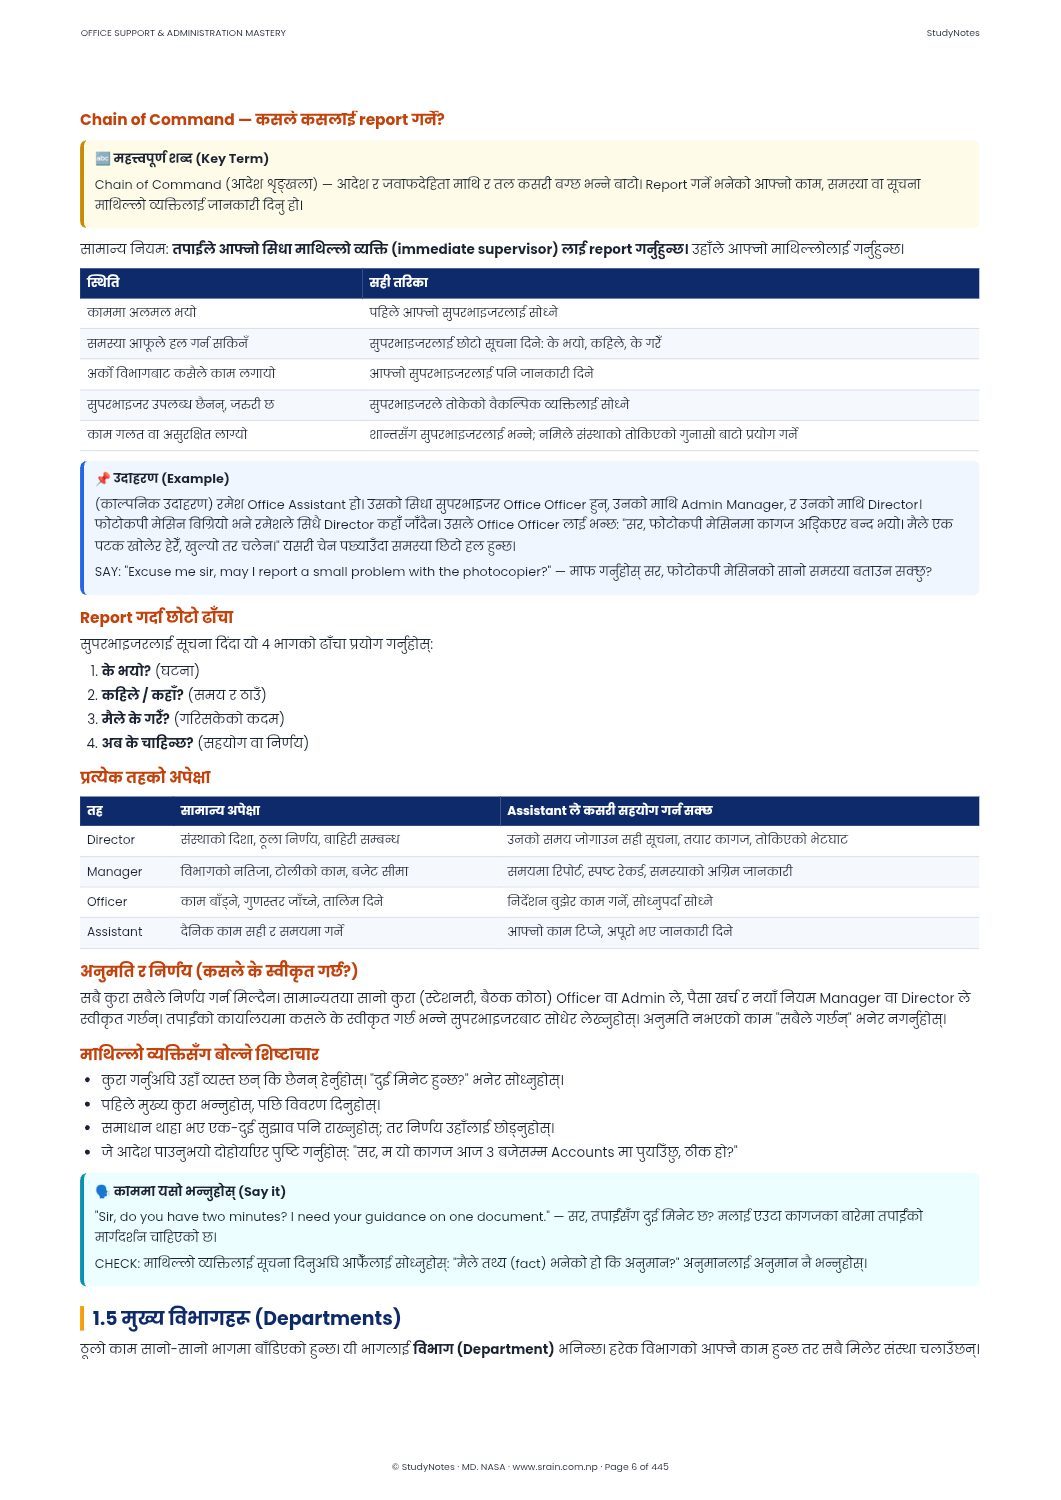 OFFICE SUPPORT & ADMINISTRATION MASTERY
StudyNotes
Chain of Command — कसले कसलाई report गर्ने?
🔤 महत्त्वपूर्ण शब्द (Key Term)
Chain of Command (आदेश शृङ्खला) — आदेश र जवाफदेहिता माथि र तल कसरी बग्छ भन्ने बाटो। Report गर्ने भनेको आफ्नो काम, समस्या वा सूचना
माथिल्लो व्यक्तिलाई जानकारी दिनु हो।
सामान्य नियम: तपाईंले आफ्नो सिधा माथिल्लो व्यक्ति (immediate supervisor) लाई report गर्नुहुन्छ। उहाँले आफ्नो माथिल्लोलाई गर्नुहुन्छ।
स्थिति सही तरिका
काममा अलमल भयो पहिले आफ्नो सुपरभाइजरलाई सोध्ने
समस्या आफूले हल गर्न सकिनँ सुपरभाइजरलाई छोटो सूचना दिने: के भयो, कहिले, के गरेँ
अर्को विभागबाट कसैले काम लगायो आफ्नो सुपरभाइजरलाई पनि जानकारी दिने
सुपरभाइजर उपलब्ध छैनन्, जरुरी छ सुपरभाइजरले तोकेको वैकल्पिक व्यक्तिलाई सोध्ने
काम गलत वा असुरक्षित लाग्यो शान्तसँग सुपरभाइजरलाई भन्ने; नमिले संस्थाको तोकिएको गुनासो बाटो प्रयोग गर्ने
📌 उदाहरण (Example)
(काल्पनिक उदाहरण) रमेश Office Assistant हो। उसको सिधा सुपरभाइजर Office Officer हुन्, उनको माथि Admin Manager, र उनको माथि Director।
फोटोकपी मेसिन बिग्रियो भने रमेशले सिधै Director कहाँ जाँदैन। उसले Office Officer लाई भन्छ: "सर, फोटोकपी मेसिनमा कागज अड्किएर बन्द भयो। मैले एक
पटक खोलेर हेरेँ, खुल्यो तर चलेन।" यसरी चेन पछ्याउँदा समस्या छिटो हल हुन्छ।
SAY: "Excuse me sir, may I report a small problem with the photocopier?" — माफ गर्नुहोस् सर, फोटोकपी मेसिनको सानो समस्या बताउन सक्छु?
Report गर्दा छोटो ढाँचा
सुपरभाइजरलाई सूचना दिंदा यो 4 भागको ढाँचा प्रयोग गर्नुहोस्:
1. के भयो? (घटना)
2. कहिले / कहाँ? (समय र ठाउँ)
3. मैले के गरेँ? (गरिसकेको कदम)
4. अब के चाहिन्छ? (सहयोग वा निर्णय)
प्रत्येक तहको अपेक्षा
तह सामान्य अपेक्षा Assistant ले कसरी सहयोग गर्न सक्छ
Director संस्थाको दिशा, ठूला निर्णय, बाहिरी सम्बन्ध उनको समय जोगाउन सही सूचना, तयार कागज, तोकिएको भेटघाट
Manager विभागको नतिजा, टोलीको काम, बजेट सीमा समयमा रिपोर्ट, स्पष्ट रेकर्ड, समस्याको अग्रिम जानकारी
Officer काम बाँड्ने, गुणस्तर जाँच्ने, तालिम दिने निर्देशन बुझेर काम गर्ने, सोध्नुपर्दा सोध्ने
Assistant दैनिक काम सही र समयमा गर्ने आफ्नो काम टिप्ने, अपूरो भए जानकारी दिने
अनुमति र निर्णय (कसले के स्वीकृत गर्छ?)
सबै कुरा सबैले निर्णय गर्न मिल्दैन। सामान्यतया सानो कुरा (स्टेशनरी, बैठक कोठा) Officer वा Admin ले, पैसा खर्च र नयाँ नियम Manager वा Director ले
स्वीकृत गर्छन्। तपाईंको कार्यालयमा कसले के स्वीकृत गर्छ भन्ने सुपरभाइजरबाट सोधेर लेख्नुहोस्। अनुमति नभएको काम "सबैले गर्छन्" भनेर नगर्नुहोस्।
माथिल्लो व्यक्तिसँग बोल्ने शिष्टाचार
• कुरा गर्नुअघि उहाँ व्यस्त छन् कि छैनन् हेर्नुहोस्। "दुई मिनेट हुन्छ?" भनेर सोध्नुहोस्।
• पहिले मुख्य कुरा भन्नुहोस्, पछि विवरण दिनुहोस्।
• समाधान थाहा भए एक-दुई सुझाव पनि राख्नुहोस्; तर निर्णय उहाँलाई छोड्नुहोस्।
• जे आदेश पाउनुभयो दोहोर्याएर पुष्टि गर्नुहोस्: "सर, म यो कागज आज ३ बजेसम्म Accounts मा पुर्याउँछु, ठीक हो?"
🗣️ काममा यसो भन्नुहोस् (Say it)
"Sir, do you have two minutes? I need your guidance on one document." — सर, तपाईंसँग दुई मिनेट छ? मलाई एउटा कागजका बारेमा तपाईंको
मार्गदर्शन चाहिएको छ।
CHECK: माथिल्लो व्यक्तिलाई सूचना दिनुअघि आफैँलाई सोध्नुहोस्: "मैले तथ्य (fact) भनेको हो कि अनुमान?" अनुमानलाई अनुमान नै भन्नुहोस्।
1.5 मुख्य विभागहरू (Departments)
ठूलो काम सानो-सानो भागमा बाँडिएको हुन्छ। यी भागलाई विभाग (Department) भनिन्छ। हरेक विभागको आफ्नै काम हुन्छ तर सबै मिलेर संस्था चलाउँछन्।
© StudyNotes · MD. NASA · www.srain.com.np · Page 6 of 445